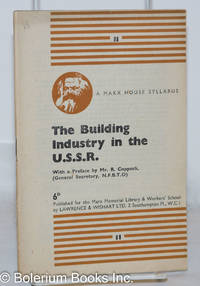 A MARX HOUSE SYLLABUS
The Building
Industry in the
U.S.S.R.
With a Preface by Mr. R. Coppock,
(General Secretary, N.F.B.T.O)
6D
Published for the Marx Memorial Library & Workers' School
by LAWRENCE & WISHART LTD. 2 Southampton Pl., W.C.1
© Bolerium Books Inc.